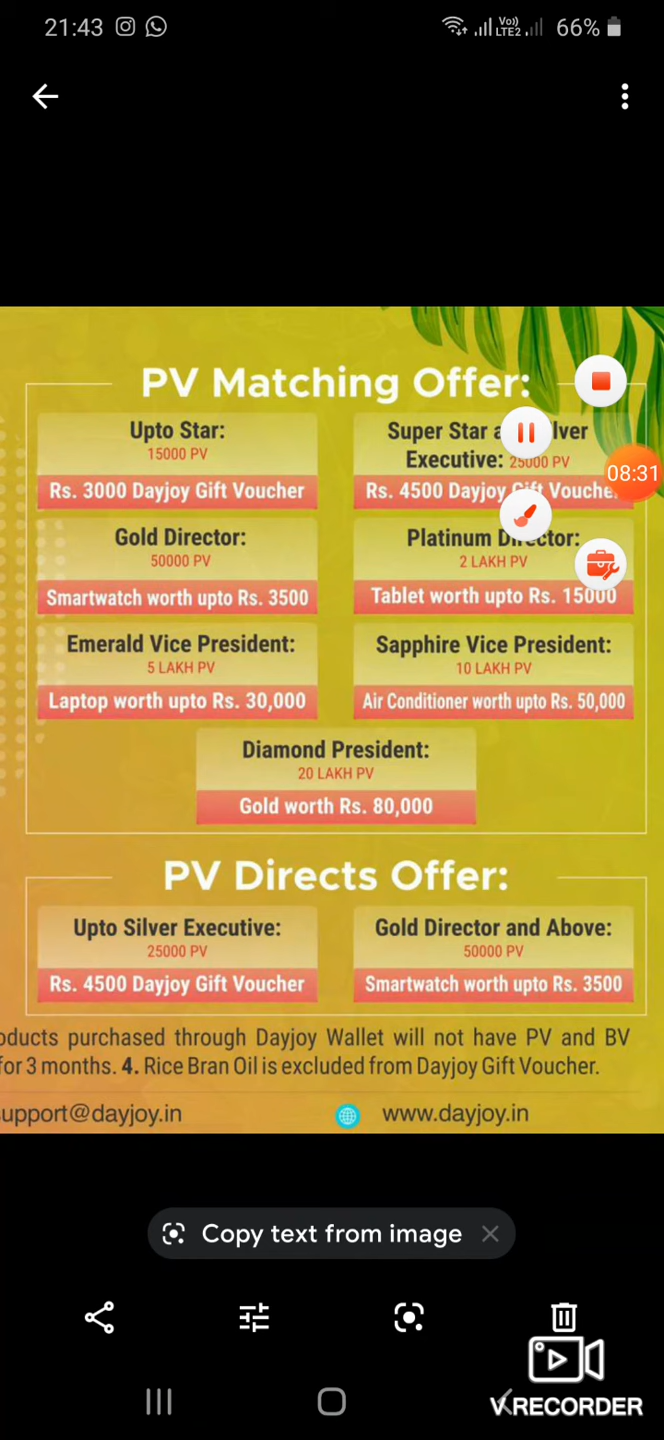 21:43
Vo))
LTE2
66%
PV Matching Offer:
Upto Star:
15000 PV
Rs. 3000 Dayjoy Gift Voucher
Super Star
Executive: 25000 PV
Rs. 4500 Dayjoy
08:31
Gold Director:
50000 PV
Smartwatch worth upto Rs. 3500
Platinum
2 LAKH PV
Tablet worth upto Rs. 15000
Emerald Vice President:
5 LAKH PV
Laptop worth upto Rs. 30,000
Sapphire Vice President:
10 LAKH PV
Air Conditioner worth upto Rs. 50,000
Diamond President:
20 LAKH PV
Gold worth Rs. 80,000
PV Directs Offer:
Upto Silver Executive:
25000 PV
Rs. 4500 Dayjoy Gift Voucher
Gold Director and Above:
50000 PV
Smartwatch worth upto Rs. 3500
purchased through Dayjoy Wallet will not have PV and BV
for 3 months. 4. Rice Bran Oil is excluded from Dayjoy Gift Voucher.
upport@dayjoy.in
www.dayjoy.in
Copy text from image
V.RECORDER